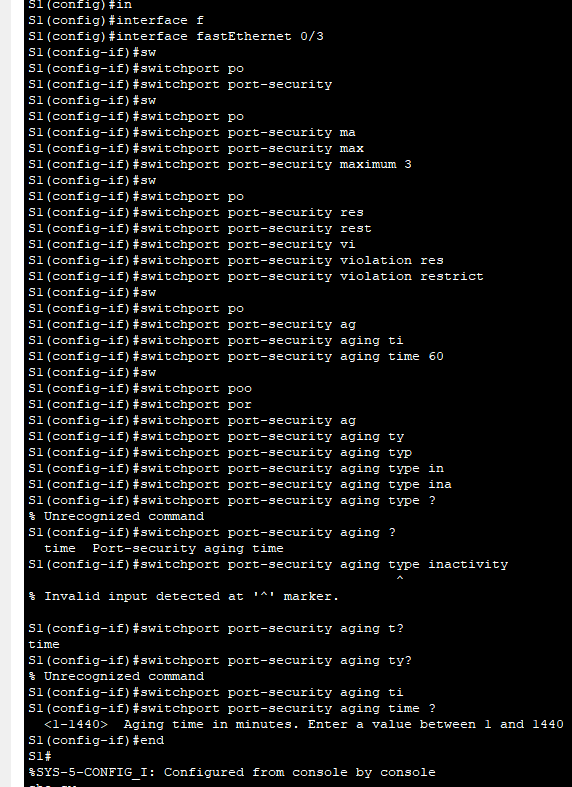 S1(config)#in
S1(config)#interface f
S1(config)#interface fastEthernet 0/3
S1(config-if)#sw
S1(config-if)#switchport po
S1(config-if)#switchport port-security
S1(config-if)#sw
S1(config-if)#switchport po
S1(config-if)#switchport port-security ma
S1(config-if)#switchport port-security max
S1(config-if)#switchport port-security maximum 3
S1(config-if)#sw
S1(config-if)#switchport po
S1(config-if)#switchport port-security res
S1(config-if)#switchport port-security rest
S1(config-if)#switchport port-security vi
S1(config-if)#switchport port-security violation res
S1(config-if)#switchport port-security violation restrict
S1(config-if)#sw
S1(config-if)#switchport po
S1(config-if)#switchport port-security ag
S1(config-if)#switchport port-security aging ti
S1(config-if)#switchport port-security aging time 60
S1(config-if)#sw
S1(config-if)#switchport poo
S1(config-if)#switchport por
S1(config-if)#switchport port-security ag
S1(config-if)#switchport port-security aging ty
S1(config-if)#switchport port-security aging typ
S1(config-if)#switchport port-security aging type in
S1(config-if)#switchport port-security aging type ina
S1(config-if)#switchport port-security aging type ?
% Unrecognized command
S1(config-if)#switchport port-security aging ?
  time  Port-security aging time
S1(config-if)#switchport port-security aging type inactivity
                                              ^
% Invalid input detected at '^' marker.

S1(config-if)#switchport port-security aging t?
time
S1(config-if)#switchport port-security aging ty?
% Unrecognized command
S1(config-if)#switchport port-security aging ti
S1(config-if)#switchport port-security aging time ?
  <1-1440>  Aging time in minutes. Enter a value between 1 and 1440
S1(config-if)#end
S1#
%SYS-5-CONFIG_I: Configured from console by console